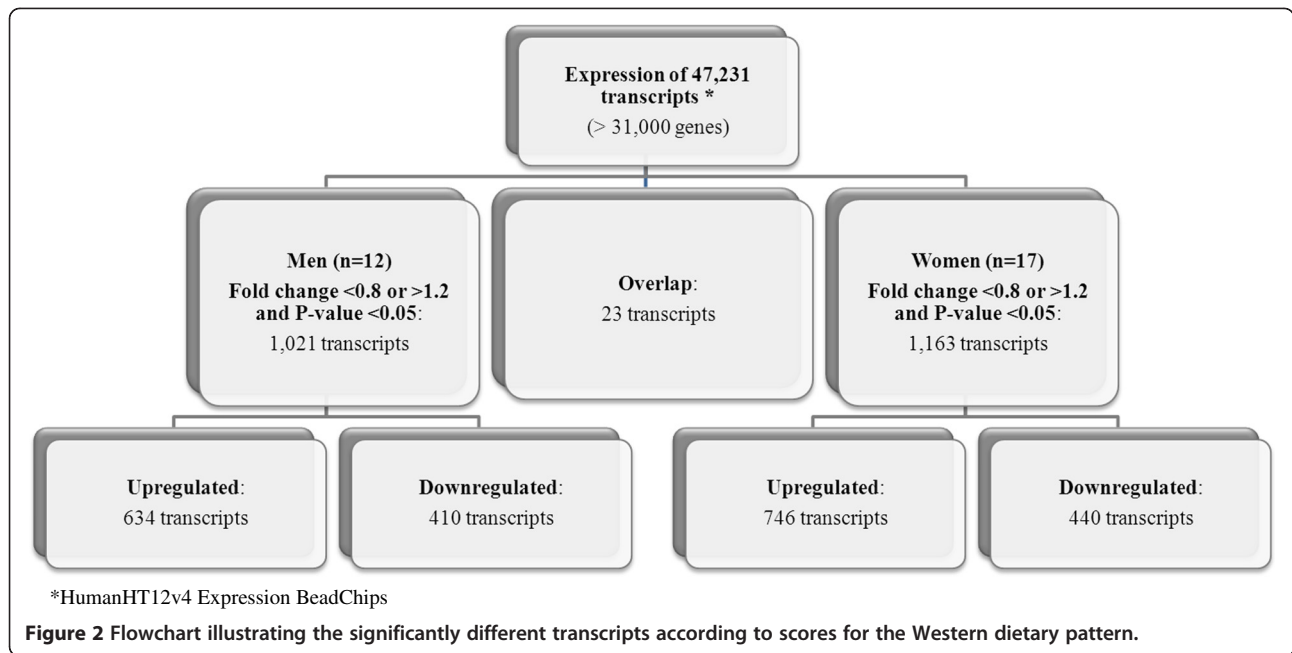 Expression of 47,231
transcripts *
(> 31,000 genes)
Men (n=12)
Fold change <0.8 or >1.2
and P-value <0.05:
1,021 transcripts
Overlap:
23 transcripts
Women (n=17)
Fold change <0.8 or >1.2
and P-value <0.05:
1,163 transcripts
Upregulated:
634 transcripts
Downregulated:
410 transcripts
Upregulated:
746 transcripts
Downregulated:
440 transcripts
*HumanHT12v4 Expression BeadChips
Figure 2 Flowchart illustrating the significantly different transcripts according to scores for the Western dietary pattern.